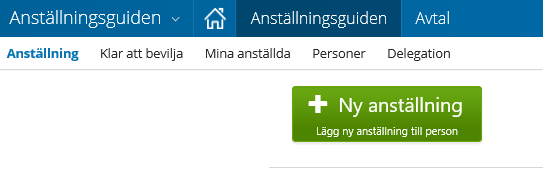 Anställningsguiden Anställningsguiden Avtal
Anställning Klar att bevilja Mina anställda Personer Delegation
Ny anställning
Lägg ny anställning till person